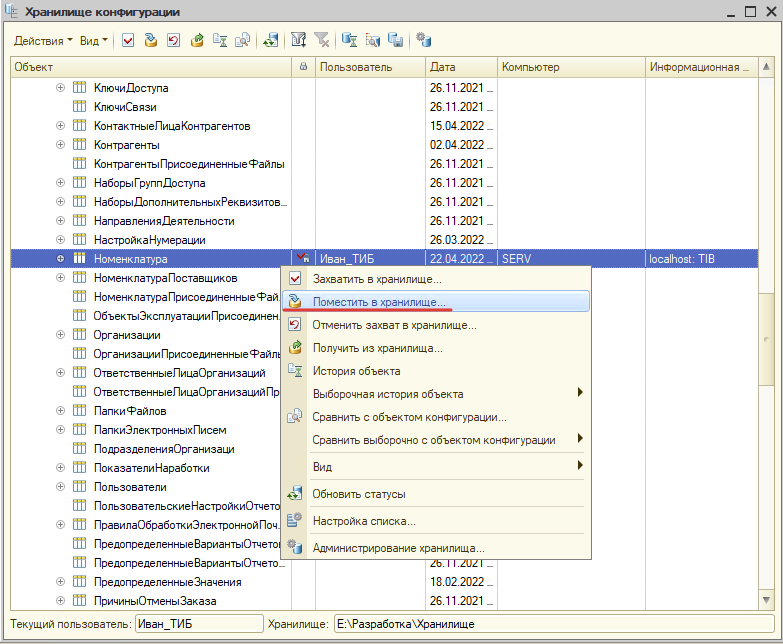 Хранилище конфигурации
Действия Вид
Объект Пользователь Дата Компьютер Информационная ...
КлючиДоступа 26.11.2021 ...
КлючиСвязи 26.11.2021 ...
КонтактныеЛицаКонтрагентов 15.04.2022 ...
Контрагенты 02.04.2022 ...
КонтрагентыПрисоединенныеФайлы 26.11.2021 ...
НаборыГруппДоступа 26.11.2021 ...
НаборыДополнительныхРеквизитов... 26.11.2021 ...
НаправленияДеятельности 26.11.2021 ...
НастройкаНумерации 26.03.2022 ...
Номенклатура Иван_ТИБ 22.04.2022 ... SERV localhost: TIB
НоменклатураПоставщиков
НоменклатураПрисоединенныеФай
ОбъектыЭксплуатацииПрисоединен
Организации
ОрганизацииПрисоединенныеФайлы
ОтветственныеЛицаОрганизаций
ОтветственныеЛицаОрганизацийПр
ПапкиФайлов
ПапкиЭлектронныхПисем
ПодразделенияОрганизаци
ПоказателиНаработки
Пользователи
ПользовательскиеНастройкиОтчето
ПравилаОбработкиЭлектроннойПоч.
ПредопределенныеВариантыОтчетов
ПредопределенныеВариантыОтчето... 26.11.2021 ...
ПредопределенныеЗначения 18.02.2022 ...
ПричиныОтменыЗаказа 26.11.2021 ...
Захватить в хранилище...
Поместить в хранилище...
Отменить захват в хранилище...
Получить из хранилища...
История объекта
Выборочная история объекта
Сравнить с объектом конфигурации...
Сравнить выборочно с объектом конфигурации
Вид
Обновить статусы
Настройка списка...
Администрирование хранилища...
Текущий пользователь: Иван_ТИБ Хранилище: E:\Разработка\Хранилище